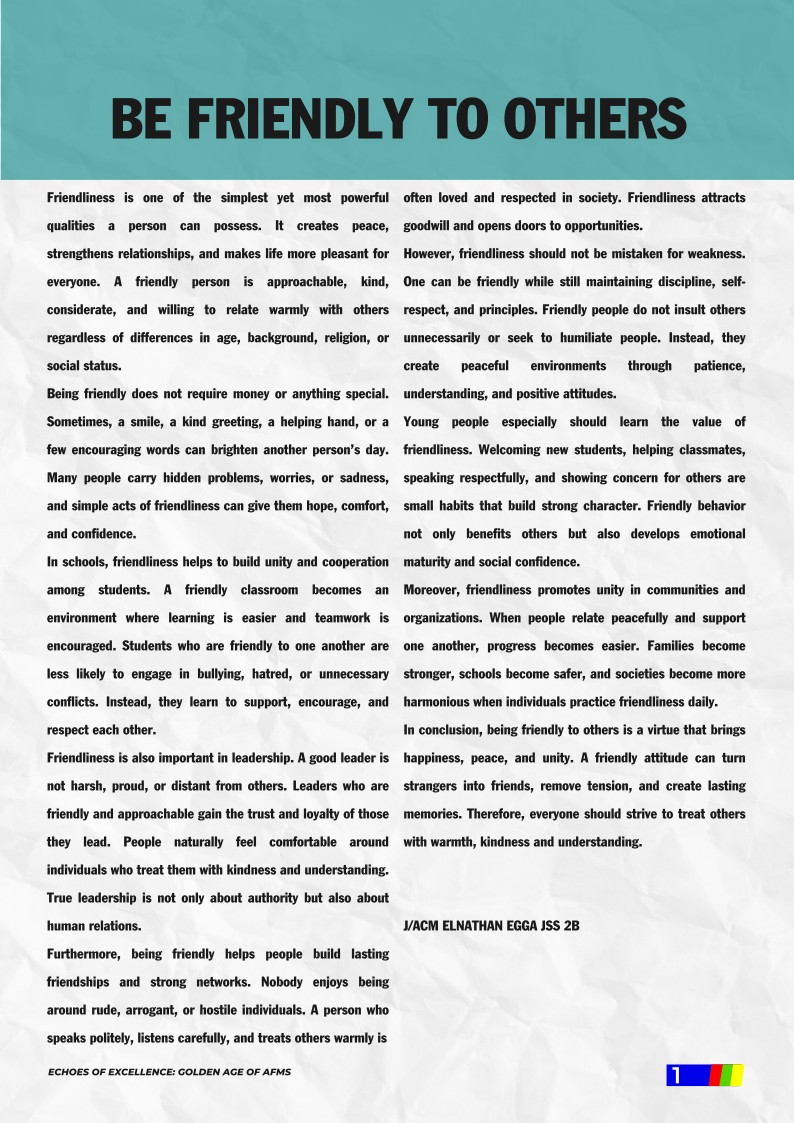 BE FRIENDLY TO OTHERS
Friendliness is one of the simplest yet most powerful
qualities a person can possess. It creates peace,
strengthens relationships, and makes life more pleasant for
everyone. A friendly person is approachable, kind,
considerate, and willing to relate warmly with others
regardless of differences in age, background, religion, or
social status.
Being friendly does not require money or anything special.
Sometimes, a smile, a kind greeting, a helping hand, or a
few encouraging words can brighten another person’s day.
Many people carry hidden problems, worries, or sadness,
and simple acts of friendliness can give them hope, comfort,
and confidence.
In schools, friendliness helps to build unity and cooperation
among students. A friendly classroom becomes an
environment where learning is easier and teamwork is
encouraged. Students who are friendly to one another are
less likely to engage in bullying, hatred, or unnecessary
conflicts. Instead, they learn to support, encourage, and
respect each other.
Friendliness is also important in leadership. A good leader is
not harsh, proud, or distant from others. Leaders who are
friendly and approachable gain the trust and loyalty of those
they lead. People naturally feel comfortable around
individuals who treat them with kindness and understanding.
True leadership is not only about authority but also about
human relations.
Furthermore, being friendly helps people build lasting
friendships and strong networks. Nobody enjoys being
around rude, arrogant, or hostile individuals. A person who
speaks politely, listens carefully, and treats others warmly is
often loved and respected in society. Friendliness attracts
goodwill and opens doors to opportunities.
However, friendliness should not be mistaken for weakness.
One can be friendly while still maintaining discipline, self-
respect, and principles. Friendly people do not insult others
unnecessarily or seek to humiliate people. Instead, they
create peaceful environments through patience,
understanding, and positive attitudes.
Young people especially should learn the value of
friendliness. Welcoming new students, helping classmates,
speaking respectfully, and showing concern for others are
small habits that build strong character. Friendly behavior
not only benefits others but also develops emotional
maturity and social confidence.
Moreover, friendliness promotes unity in communities and
organizations. When people relate peacefully and support
one another, progress becomes easier. Families become
stronger, schools become safer, and societies become more
harmonious when individuals practice friendliness daily.
In conclusion, being friendly to others is a virtue that brings
happiness, peace, and unity. A friendly attitude can turn
strangers into friends, remove tension, and create lasting
memories. Therefore, everyone should strive to treat others
with warmth, kindness and understanding.
J/ACM ELNATHAN EGGA JSS 2B
ECHOES OF EXCELLENCE: GOLDEN AGE OF AFMS
1